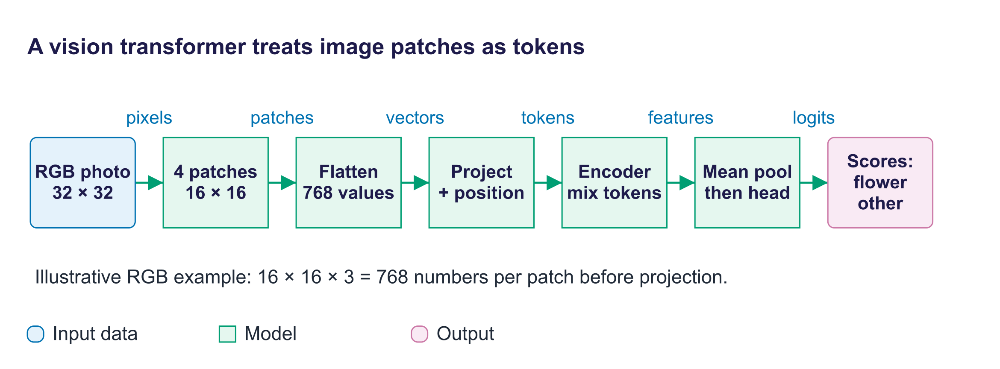 A vision transformer treats image patches as tokens
pixels
patches
vectors
tokens
features
logits
RGB photo
32 × 32
4 patches
16 × 16
Flatten
768 values
Project
+ position
Encoder
mix tokens
Mean pool
then head
Scores:
flower
other
Illustrative RGB example: 16 × 16 × 3 = 768 numbers per patch before projection.
Input data
Model
Output